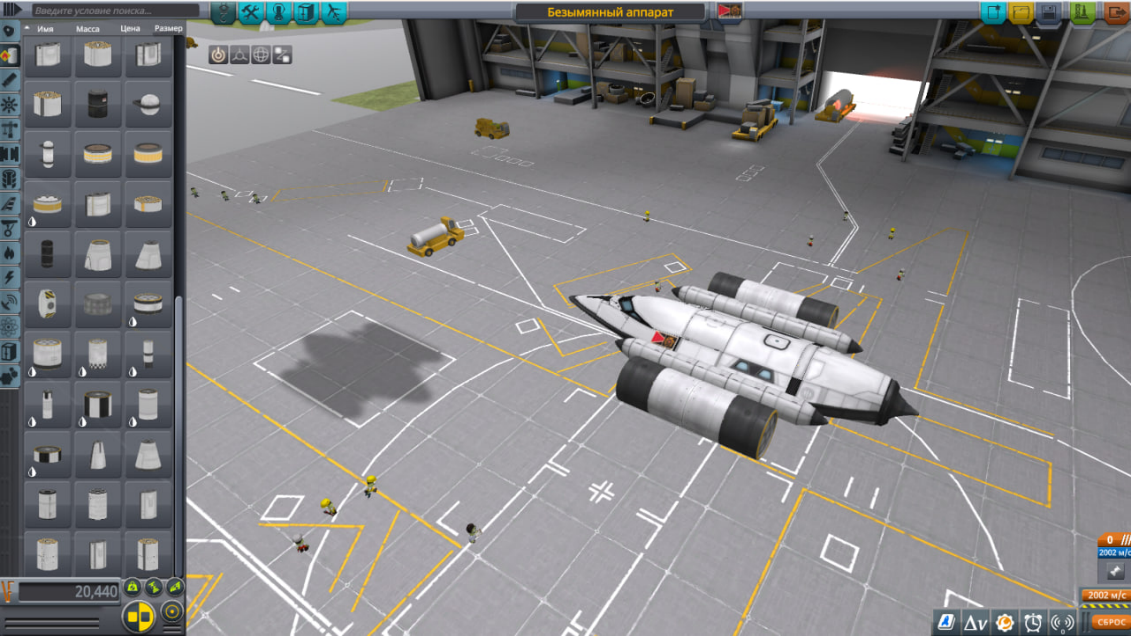 Введите условие поиска...
Безымянный аппарат
Имя Масса Цена Размер
0
2002 м/с
2002 м/с
20,440
Δv
СБРОС